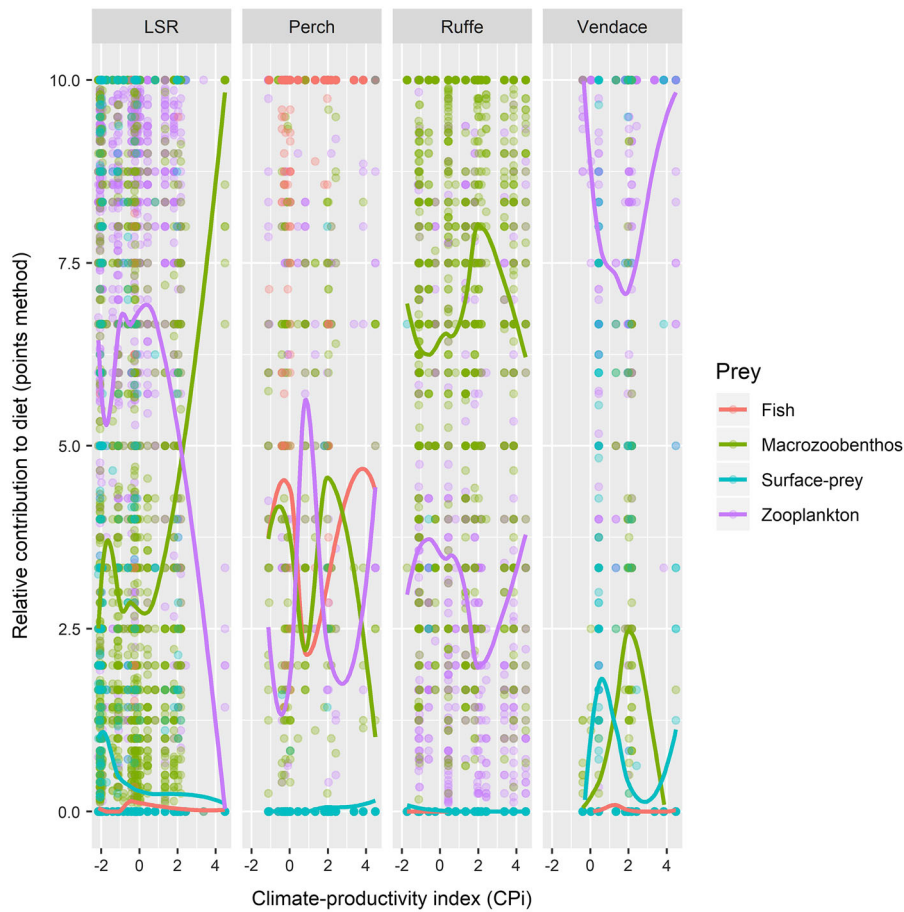 LSR Perch Ruffe Vendace
10.0
7.5
5.0
2.5
0.0
Relative contribution to diet (points method)
-2 0 2 4 -2 0 2 4 -2 0 2 4 -2 0 2 4
Climate-productivity index (CPi)
Prey
Fish
Macrozoobenthos
Surface-prey
Zooplankton